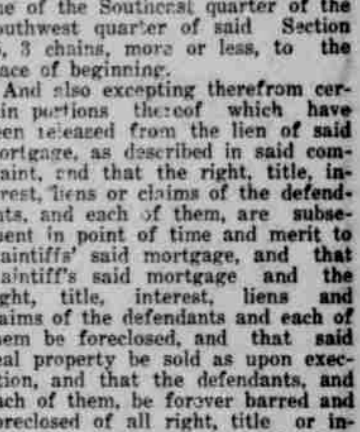 ne of the Southeast quarter of the
outhwest quarter of said Section
, 3 chains, more or less, to the
ace of beginning.
And also excepting therefrom cer-
in portions thereof which have
een released from the lien of said
ortgage, as described in said com-
aint, and that the right, title, in-
rest, liens or claims of the defend-
nts, and each of them, are subse-
uent in point of time and merit to
aintiffs' said mortgage, and that
aintiff's said mortgage and the
ght, title, interest, liens and
aims of the defendants and each of
hem be foreclosed, and that said
eal property be sold as upon exec-
tion, and that the defendants, and
ach of them, be forever barred and
oreclosed of all right, title or in-